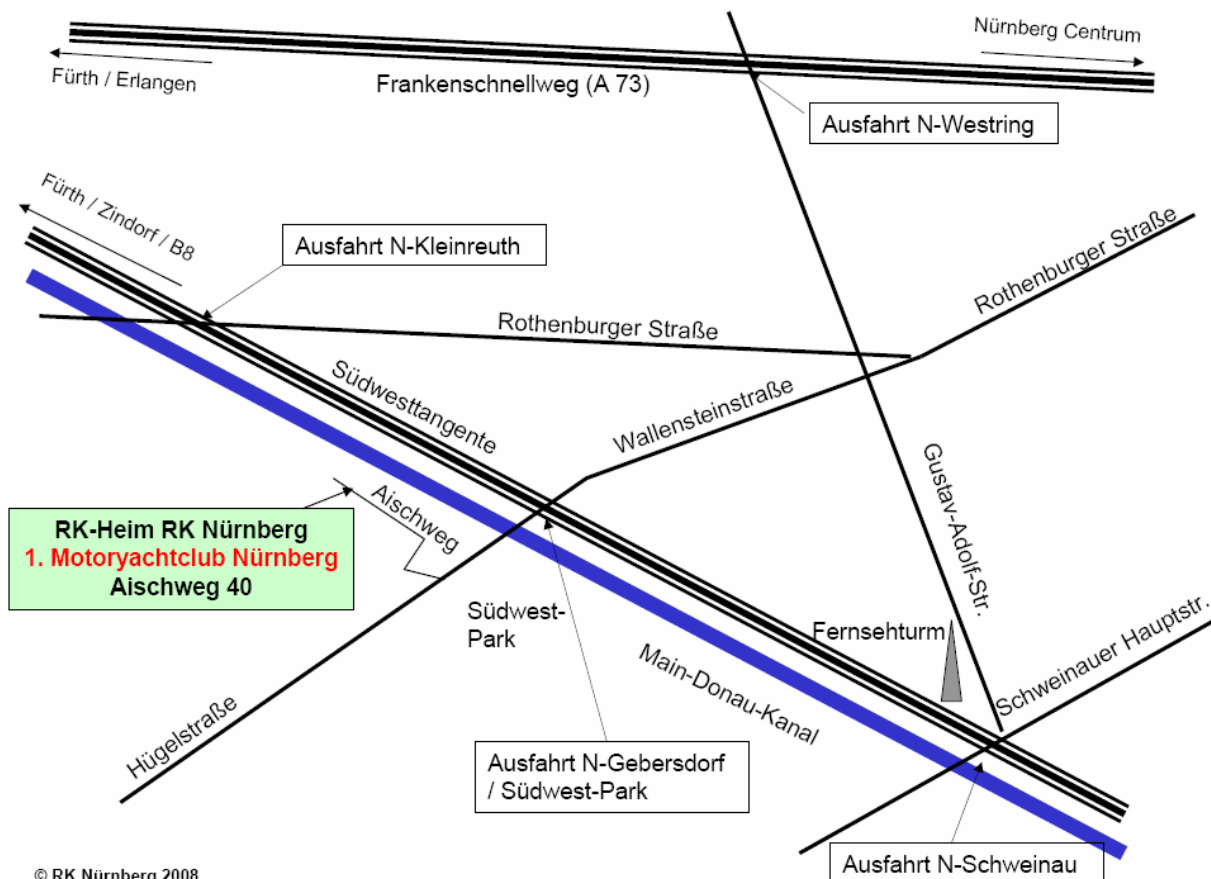 Nürnberg Centrum
Fürth / Erlangen
Frankenschnellweg (A 73)
Ausfahrt N-Westring
Fürth / Zindorf / B8
Ausfahrt N-Kleinreuth
Rothenburger Straße
Rothenburger Straße
Südwesttangente
Wallensteinstraße
Gustav-Adolf-Str.
Aischweg
RK-Heim RK Nürnberg
1. Motoryachtclub Nürnberg
Aischweg 40
Südwest-
Park
Fernsehturm
Schweinauer Hauptstr.
Main-Donau-Kanal
Hügelstraße
Ausfahrt N-Gebersdorf
/ Südwest-Park
Ausfahrt N-Schweinau
© RK Nürnberg 2008